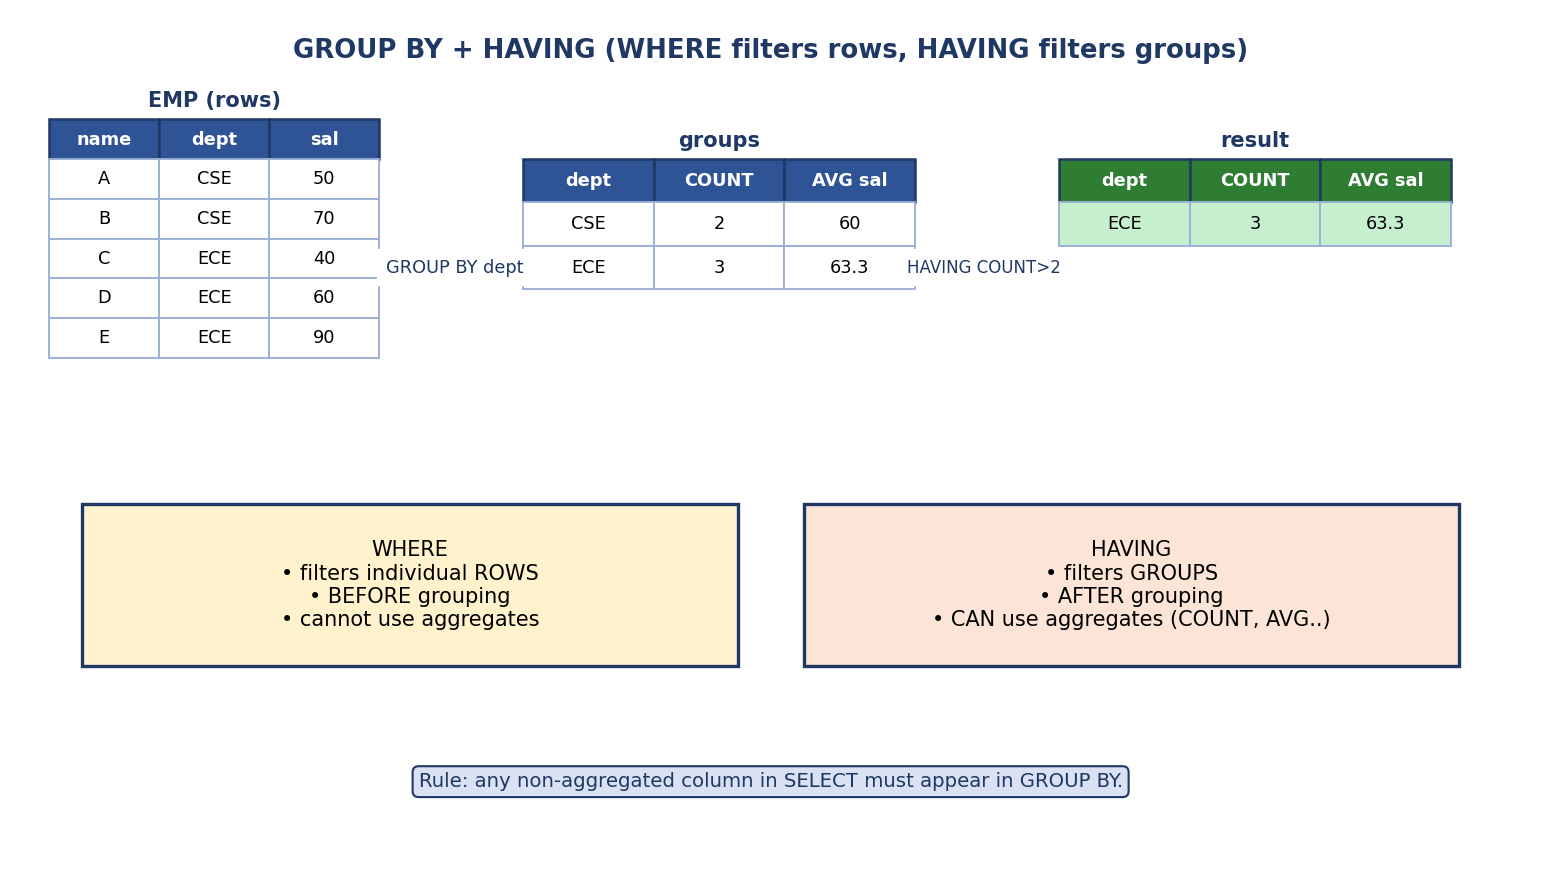 GROUP BY + HAVING (WHERE filters rows, HAVING filters groups)
EMP (rows)
name dept sal
A CSE 50
B CSE 70
C ECE 40
D ECE 60
E ECE 90
GROUP BY dept
groups
dept COUNT AVG sal
CSE 2 60
ECE 3 63.3
HAVING COUNT>2
result
dept COUNT AVG sal
ECE 3 63.3
WHERE
• filters individual ROWS
• BEFORE grouping
• cannot use aggregates
HAVING
• filters GROUPS
• AFTER grouping
• CAN use aggregates (COUNT, AVG..)
Rule: any non-aggregated column in SELECT must appear in GROUP BY.